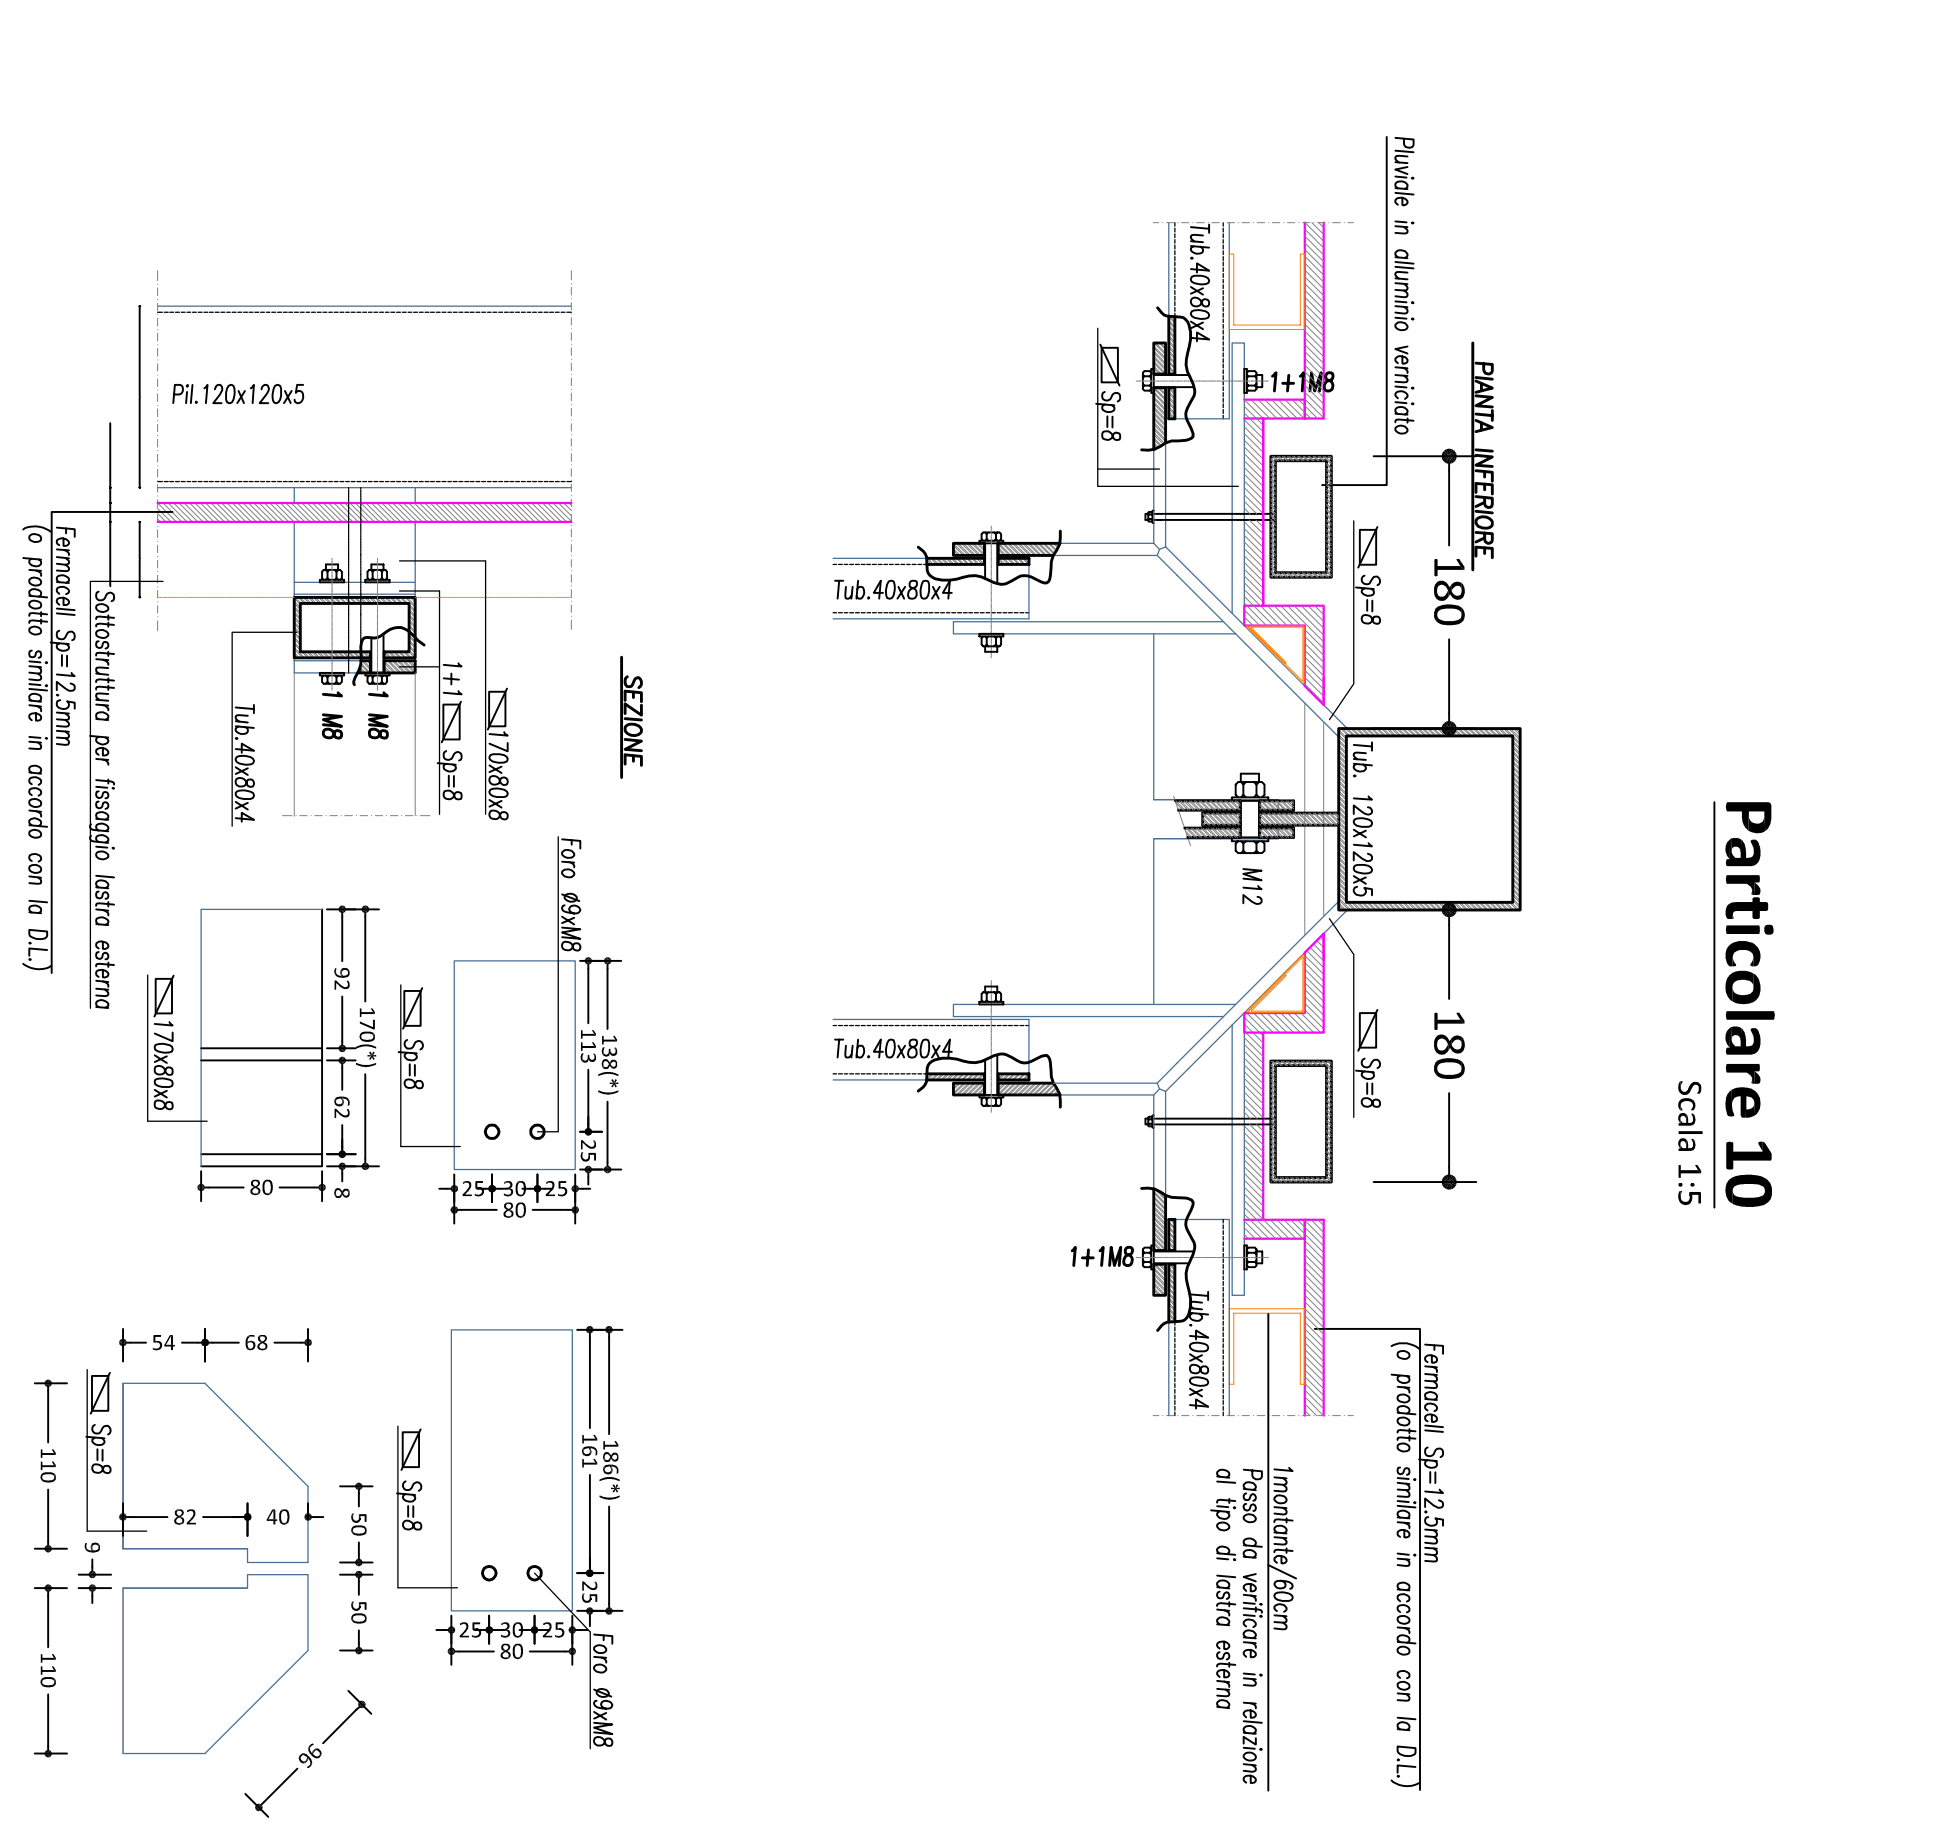 Particolare 10
Scala 1:5
PIANTA INFERIORE
Pluviale in alluminio verniciato
180
180
Tub.40x80x4
1+1M8
Sp=8
Sp=8
Tub. 120x120x5
Sp=8
Tub.40x80x4
M12
Tub.40x80x4
1+1M8
Tub.40x80x4
Fermacell Sp=12.5mm
(o prodotto similare in accordo con la D.L.)
1montante/60cm
Passo da verificare in relazione
al tipo di lastra esterna
SEZIONE
Pil.120x120x5
170x80x8
1+1 Sp=8
1 M8
1 M8
Tub.40x80x4
Sottostruttura per fissaggio lastra esterna
Fermacell Sp=12.5mm
(o prodotto similare in accordo con la D.L.)
Foro ø9xM8
138(*)
113
25
25
30
25
80
Sp=8
170(*)
92
62
8
80
170x80x8
186(*)
161
25
25
30
25
80
Foro ø9xM8
Sp=8
54
68
82
40
50
50
110
9
110
96
Sp=8